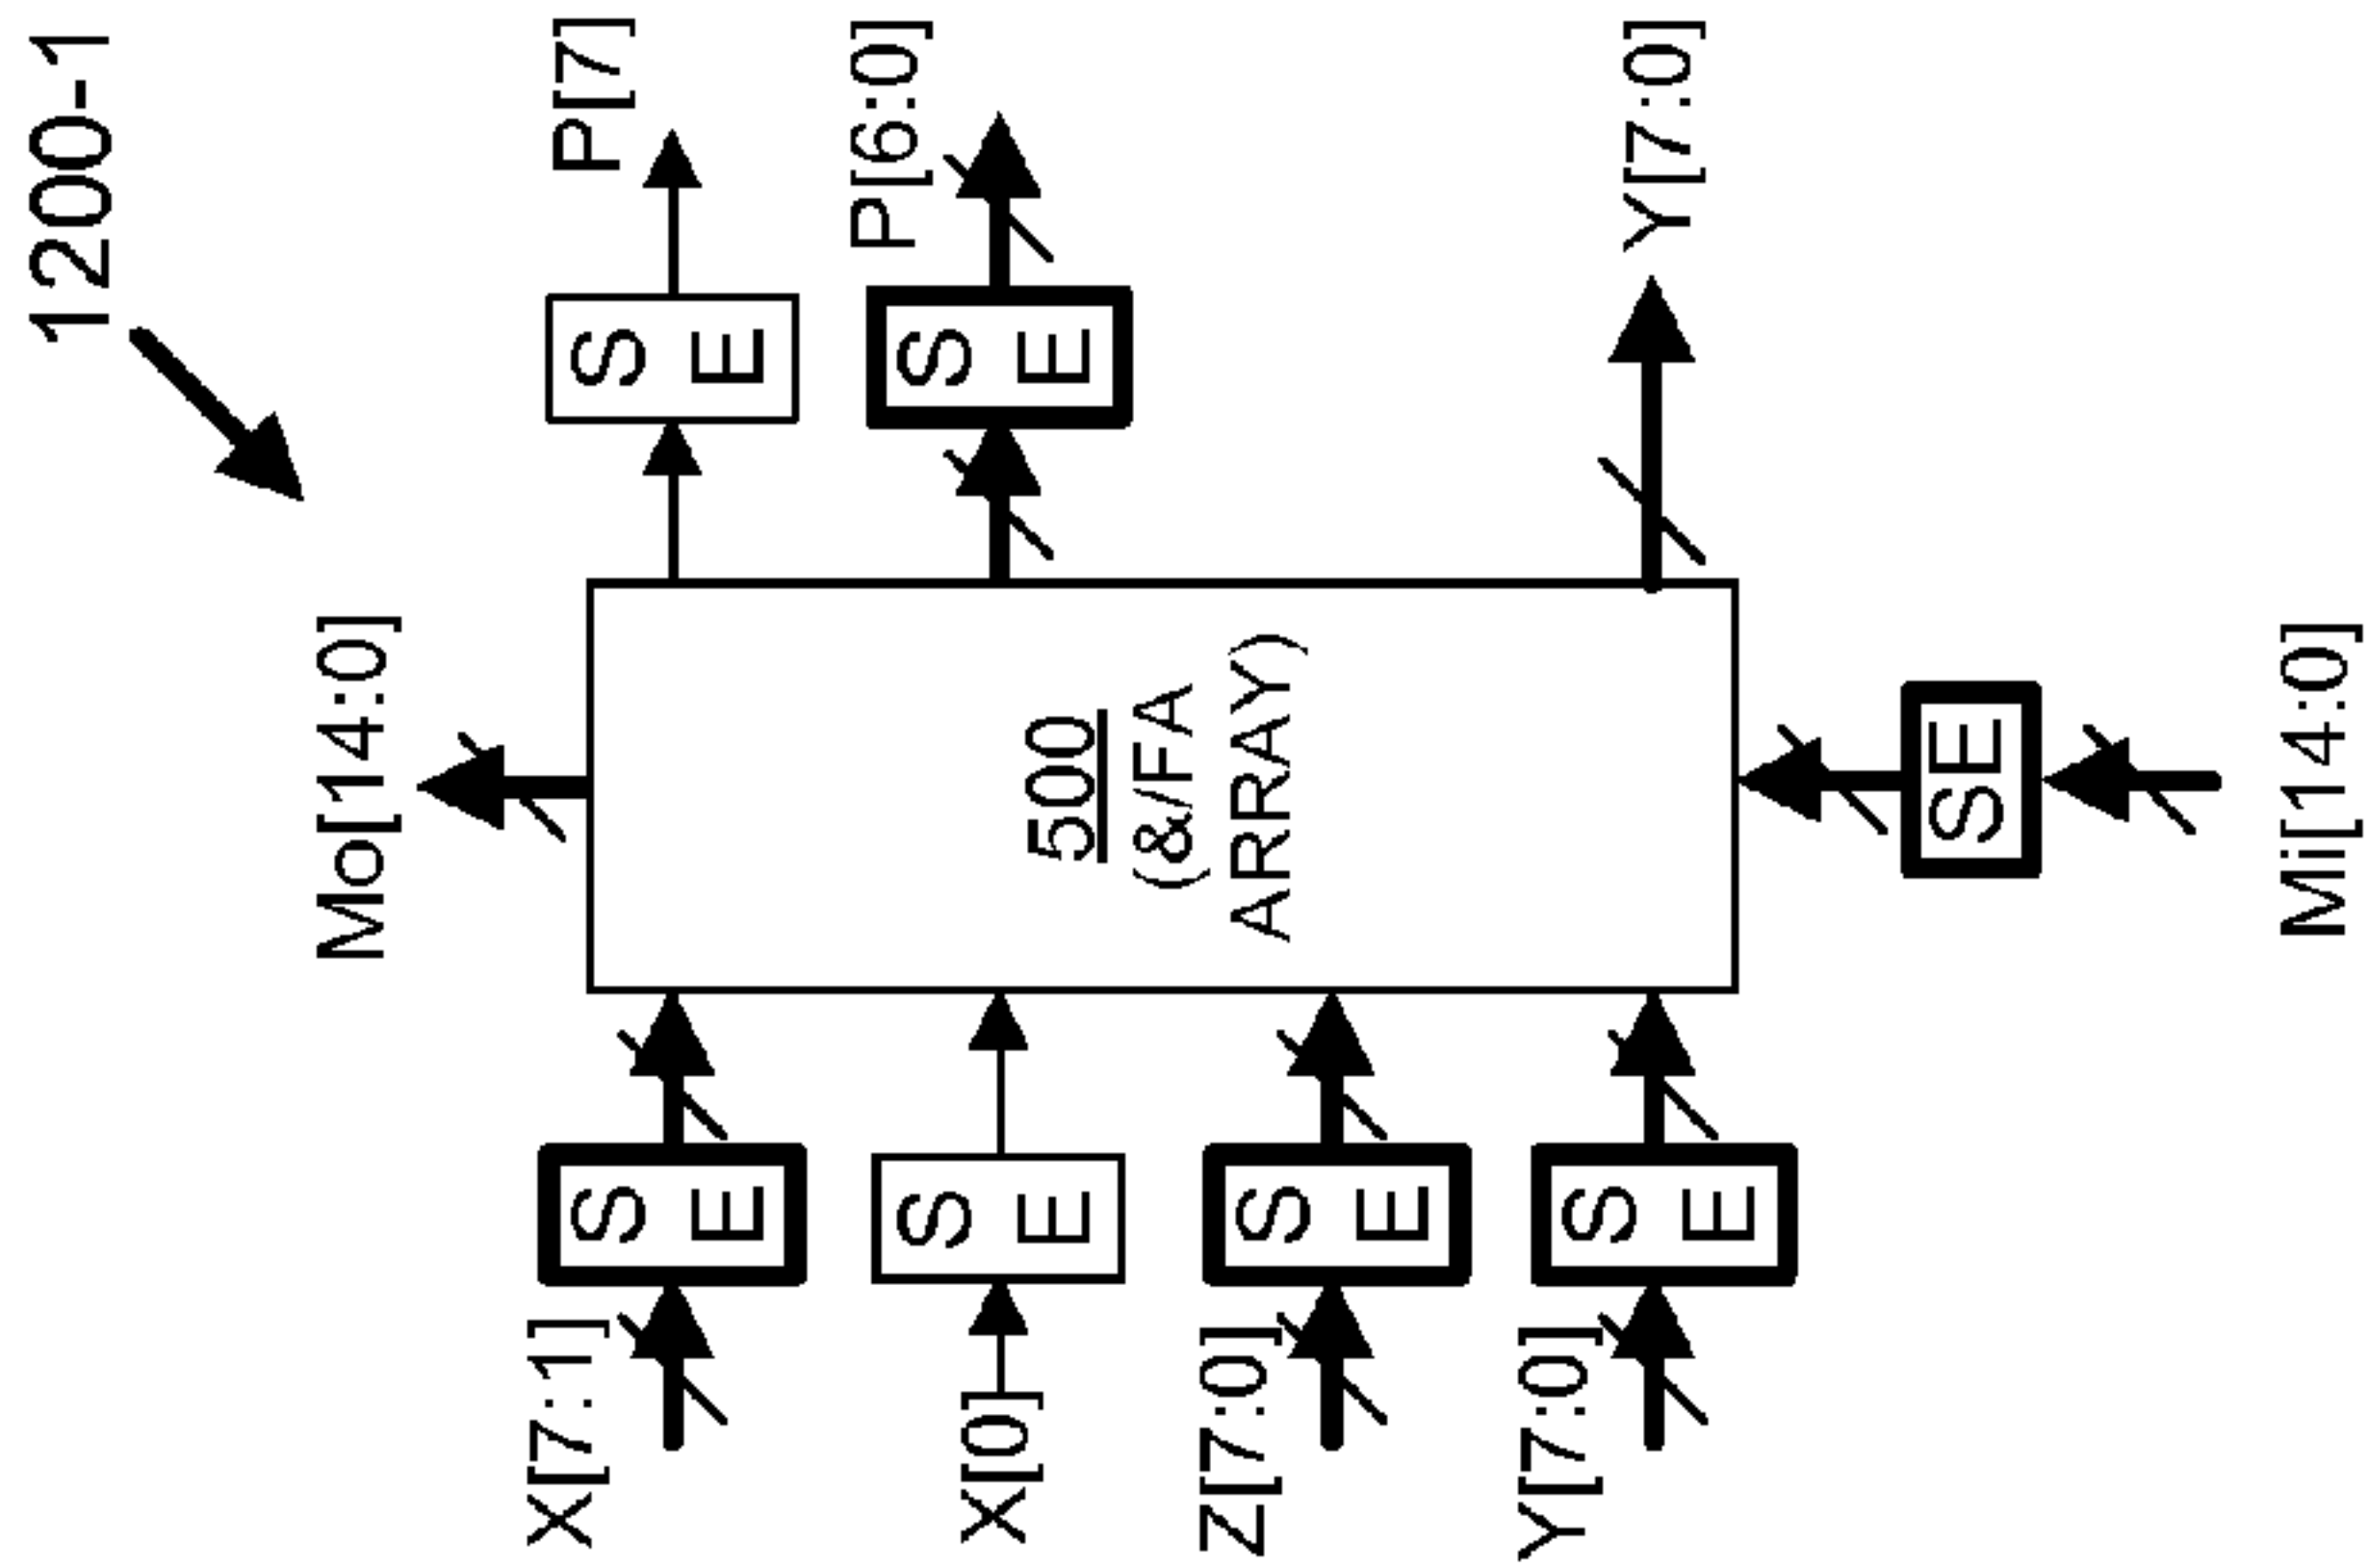 1200-1
Mo[14:0]
X[7:1]
S
E
S
E
P[7]
X[0]
S
E
S
E
P[6:0]
500
(&/FA
ARRAY)
Z[7:0]
S
E
Y[7:0]
S
E
Y[7:0]
SE
Mi[14:0]